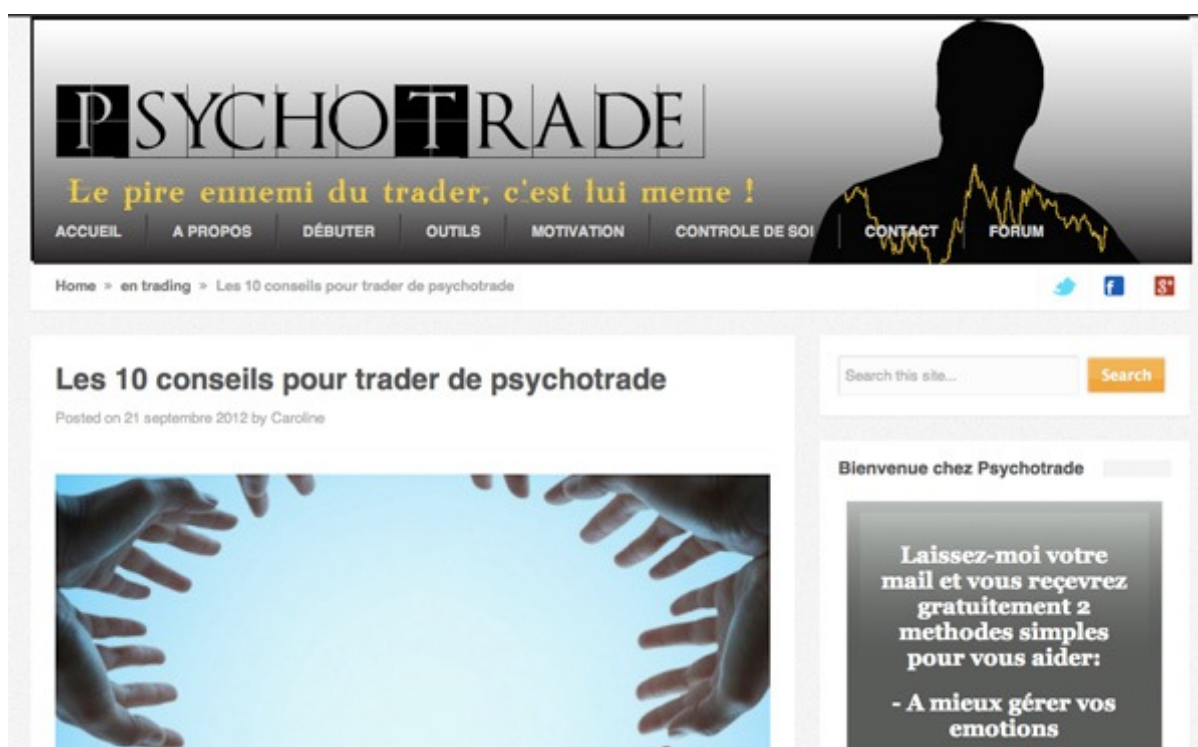 PSYCHOTRADE
Le pire ennemi du trader, c'est lui meme !
ACCUEIL A PROPOS DÉBUTER OUTILS MOTIVATION CONTROLE DE SOI CONTACT FORUM
Home » en trading » Les 10 conseils pour trader de psychotrade
Les 10 conseils pour trader de psychotrade
Posted on 21 septembre 2012 by Caroline
Search this site...
Search
Bienvenue chez Psychotrade
Laissez-moi votre
mail et vous reçevrez
gratuitement 2
methodes simples
pour vous aider:
- A mieux gérer vos
emotions